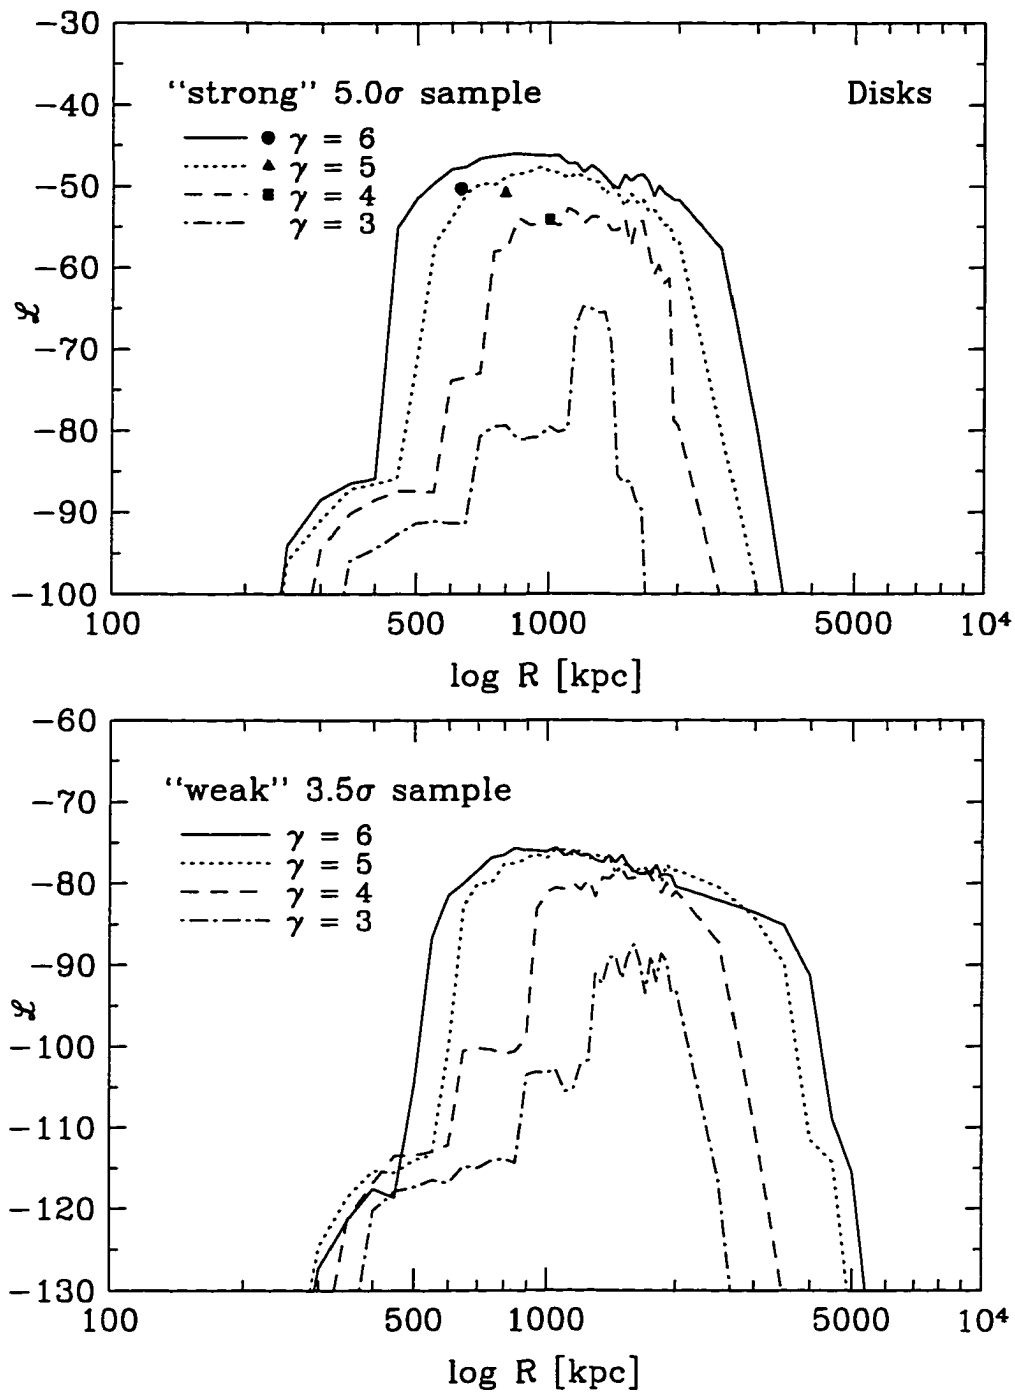 −30
"strong" 5.0σ sample
Disks
γ = 6
γ = 5
γ = 4
γ = 3
−40
−50
−60
ℒ
−70
−80
−90
−100
100
500
1000
5000
10⁴
log R [kpc]
−60
"weak" 3.5σ sample
γ = 6
γ = 5
γ = 4
γ = 3
−70
−80
−90
ℒ
−100
−110
−120
−130
100
500
1000
5000
10⁴
log R [kpc]